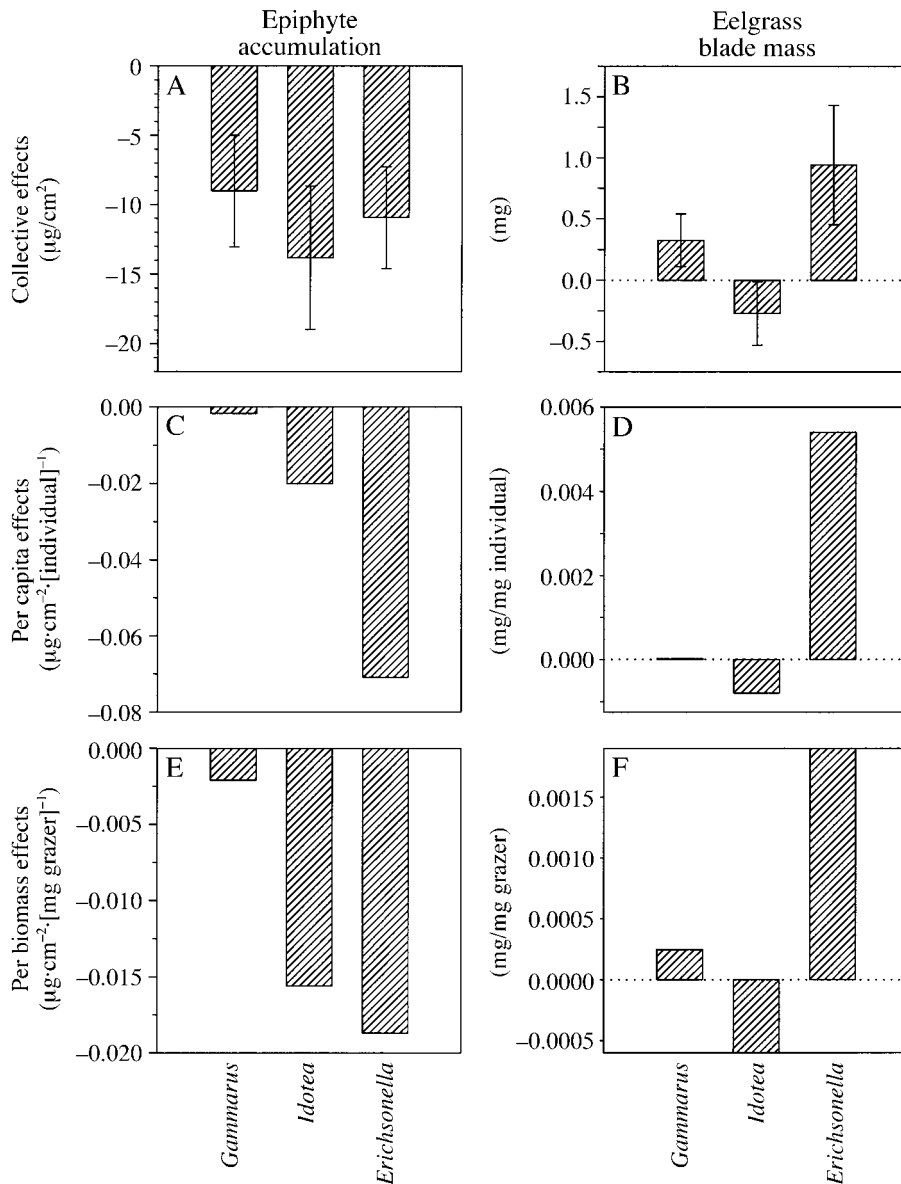 Epiphyte
accumulation
Eelgrass
blade mass
A
B
Collective effects
(µg/cm²)
0
−5
−10
−15
−20
(mg)
1.5
1.0
0.5
0.0
−0.5
C
D
Per capita effects
(µg·cm⁻²·[individual]⁻¹)
0.00
−0.02
−0.04
−0.06
−0.08
(mg/mg individual)
0.006
0.004
0.002
0.000
E
F
Per biomass effects
(µg·cm⁻²·[mg grazer]⁻¹)
0.000
−0.005
−0.010
−0.015
−0.020
(mg/mg grazer)
0.0015
0.0010
0.0005
0.0000
−0.0005
Gammarus
Idotea
Erichsonella
Gammarus
Idotea
Erichsonella